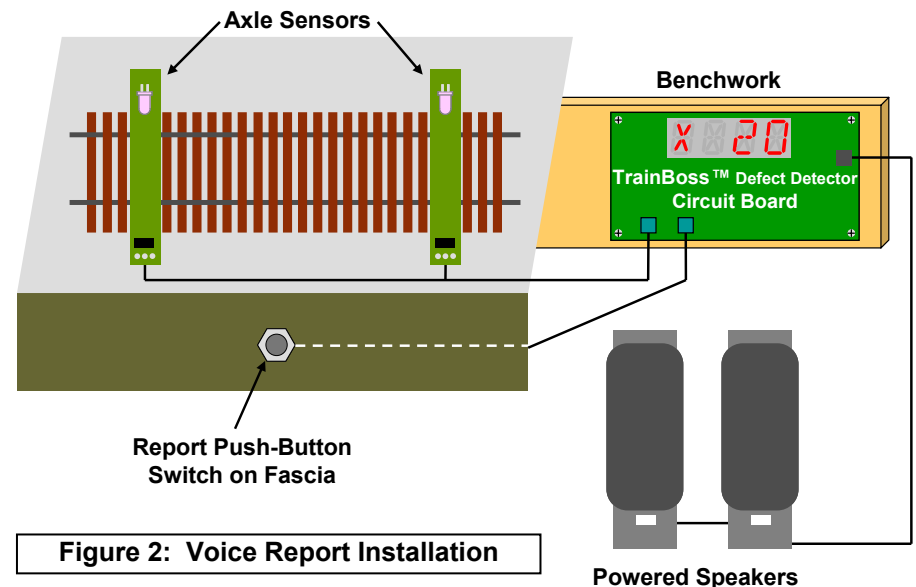 Axle Sensors
Benchwork
X 20
TrainBoss™ Defect Detector
Circuit Board
Report Push-Button
Switch on Fascia
Figure 2: Voice Report Installation
Powered Speakers